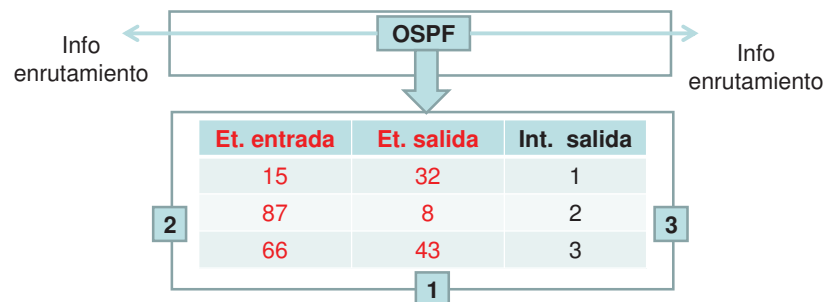 OSPF
Info
enrutamiento
Info
enrutamiento
Et. entrada Et. salida Int. salida
15 32 1
87 8 2
66 43 3
2
3
1